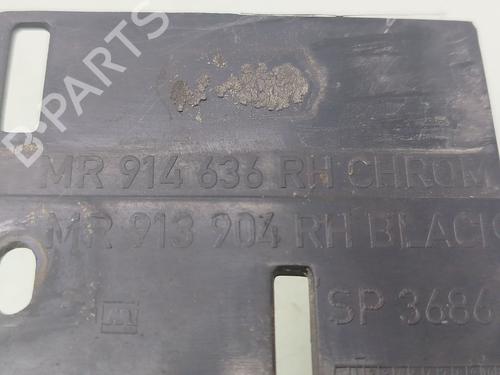 B-PARTS
MR 914 636 RH CHROM
MR 913 904 RH BLACK
SP 3686